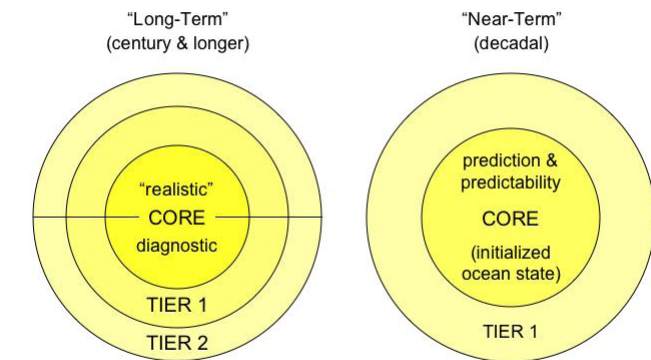 “Long-Term”
(century & longer)
“realistic”
CORE
diagnostic
TIER 1
TIER 2
“Near-Term”
(decadal)
prediction &
predictability
CORE
(initialized
ocean state)
TIER 1